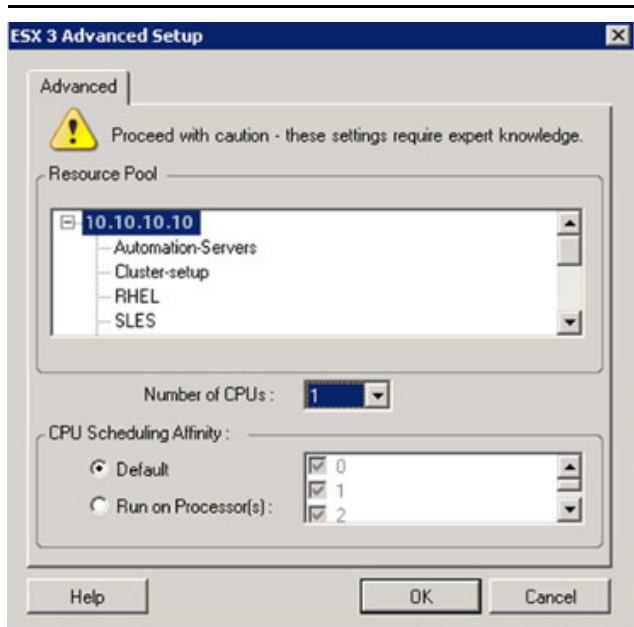 ESX 3 Advanced Setup
Advanced
Proceed with caution - these settings require expert knowledge.
Resource Pool
10.10.10.10
Automation-Servers
Cluster-setup
RHEL
SLES
Number of CPUs :
1
CPU Scheduling Affinity :
Default
Run on Processor(s) :
0
1
2
Help
OK
Cancel